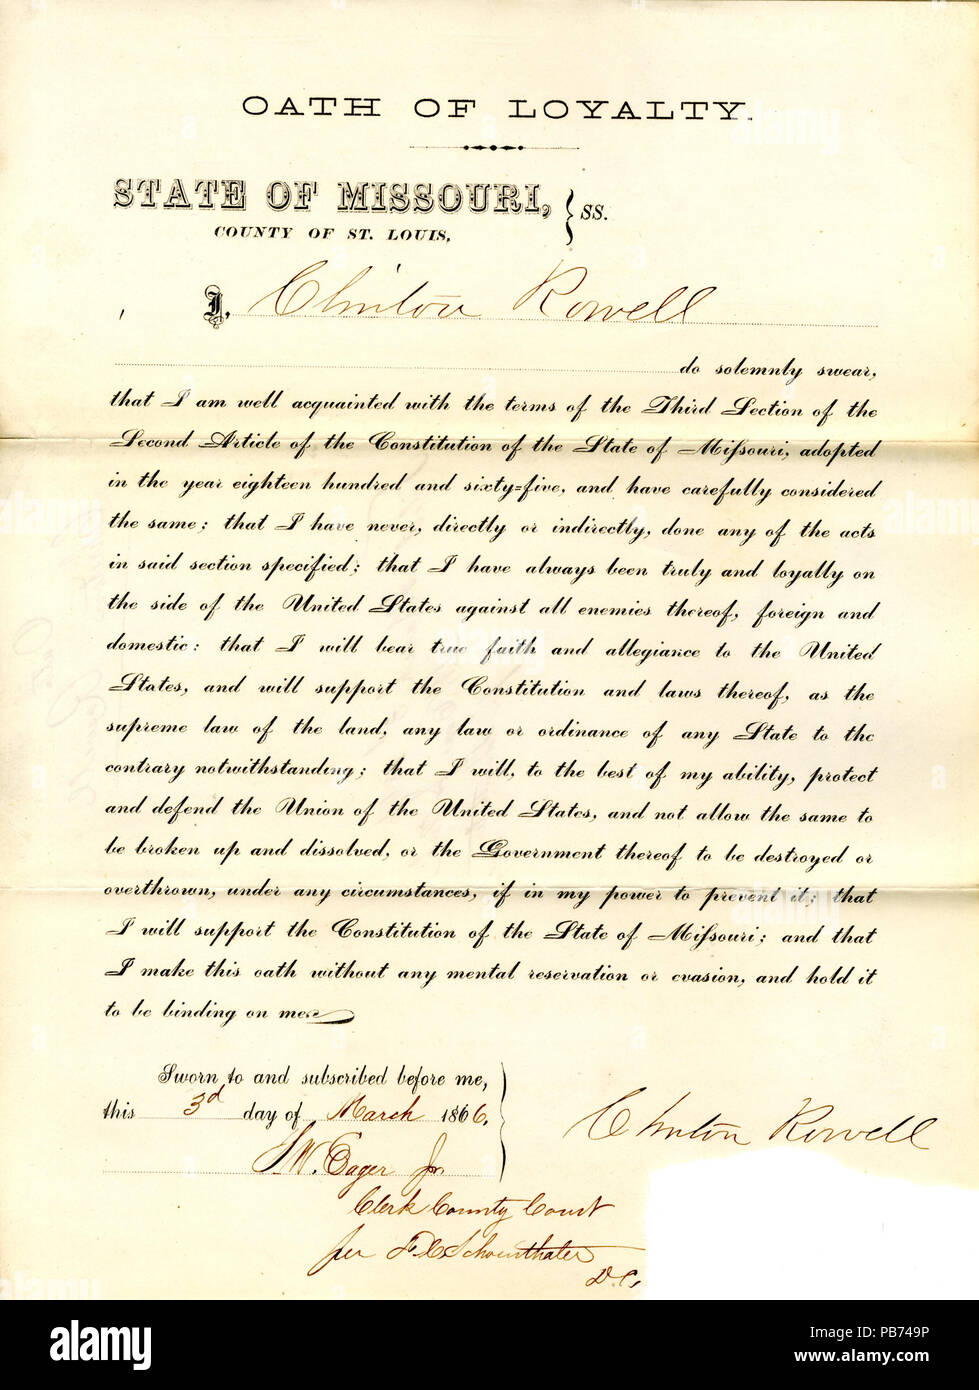 OATH OF LOYALTY.
STATE OF MISSOURI, } SS.
COUNTY OF ST. LOUIS,
I, Clinton Rowell
do solemnly swear,
that I am well acquainted with the terms of the Third Section of the
Second Article of the Constitution of the State of Mißouri, adopted
in the year eighteen hundred and sixty=five, and have carefully considered
the same; that I have never, directly or indirectly, done any of the acts
in said section specified; that I have always been truly and loyally on
the side of the United States against all enemies thereof, foreign and
domestic: that I will bear true faith and allegiance to the United
States, and will support the Constitution and laws thereof, as the
supreme law of the land, any law or ordinance of any State to the
contrary notwithstanding; that I will, to the best of my ability, protect
and defend the Union of the United States, and not allow the same to
be broken up and dissolved, or the Government thereof to be destroyed or
overthrown, under any circumstances, if in my power to prevent it; that
I will support the Constitution of the State of Mißouri; and that
I make this oath without any mental reservation or evasion, and hold it
to be binding on me.
Sworn to and subscribed before me,
this 3d day of March 1866.
Clinton Rowell
W. Eager Jr
Clerk County Court
per Schoenthaler
D.C.
alamy
Image ID: PB749P
www.alamy.com